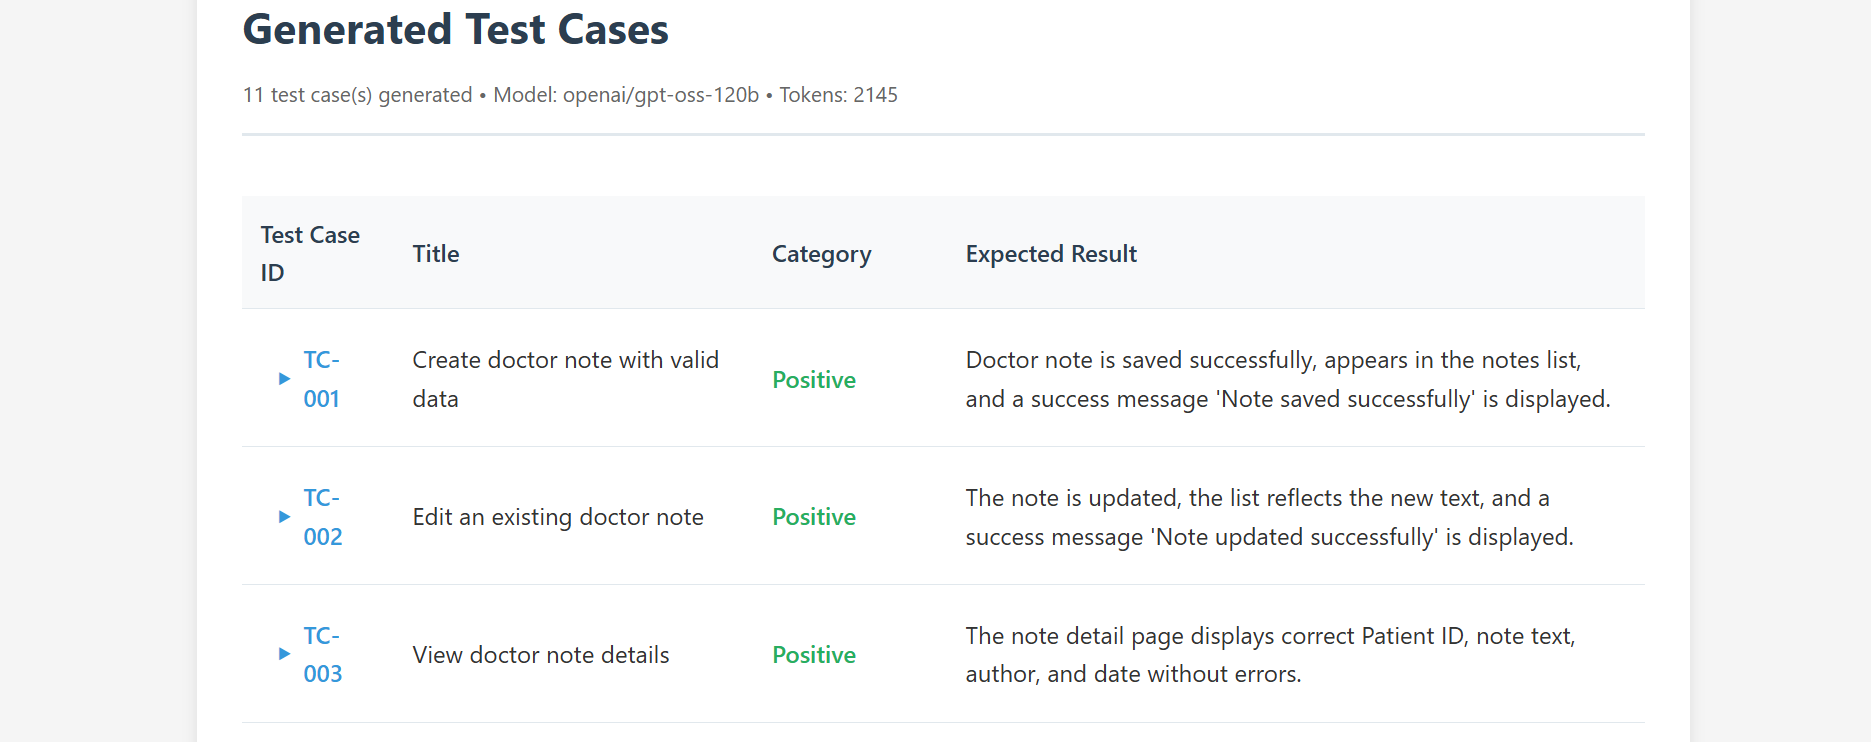 Generated Test Cases
11 test case(s) generated • Model: openai/gpt-oss-120b • Tokens: 2145
Test Case
ID
Title
Category
Expected Result
TC-
001
Create doctor note with valid
data
Positive
Doctor note is saved successfully, appears in the notes list,
and a success message 'Note saved successfully' is displayed.
TC-
002
Edit an existing doctor note
Positive
The note is updated, the list reflects the new text, and a
success message 'Note updated successfully' is displayed.
TC-
003
View doctor note details
Positive
The note detail page displays correct Patient ID, note text,
author, and date without errors.